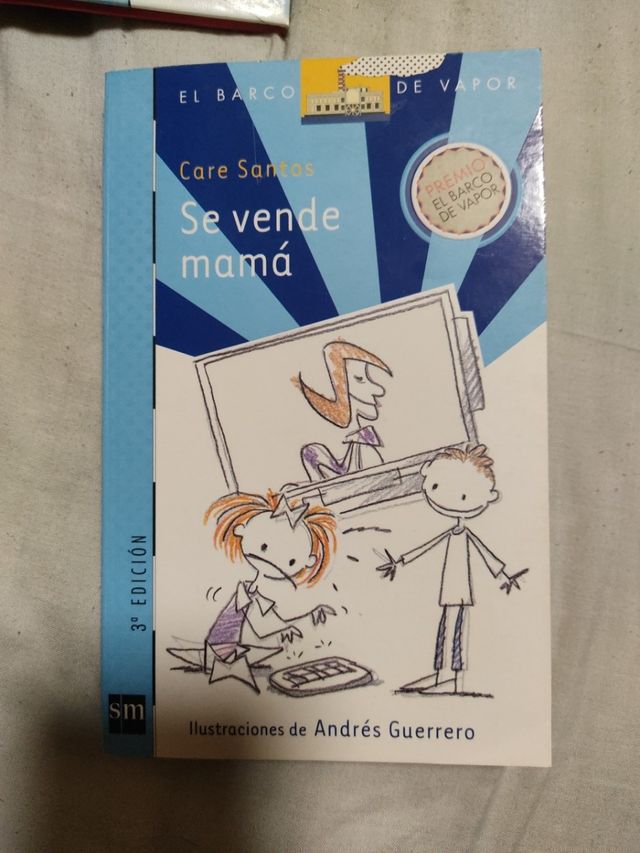 EL BARCO DE VAPOR
Care Santos
Se vende
mamá
PREMIO
EL BARCO
DE VAPOR
3ª EDICIÓN
sm
Ilustraciones de Andrés Guerrero